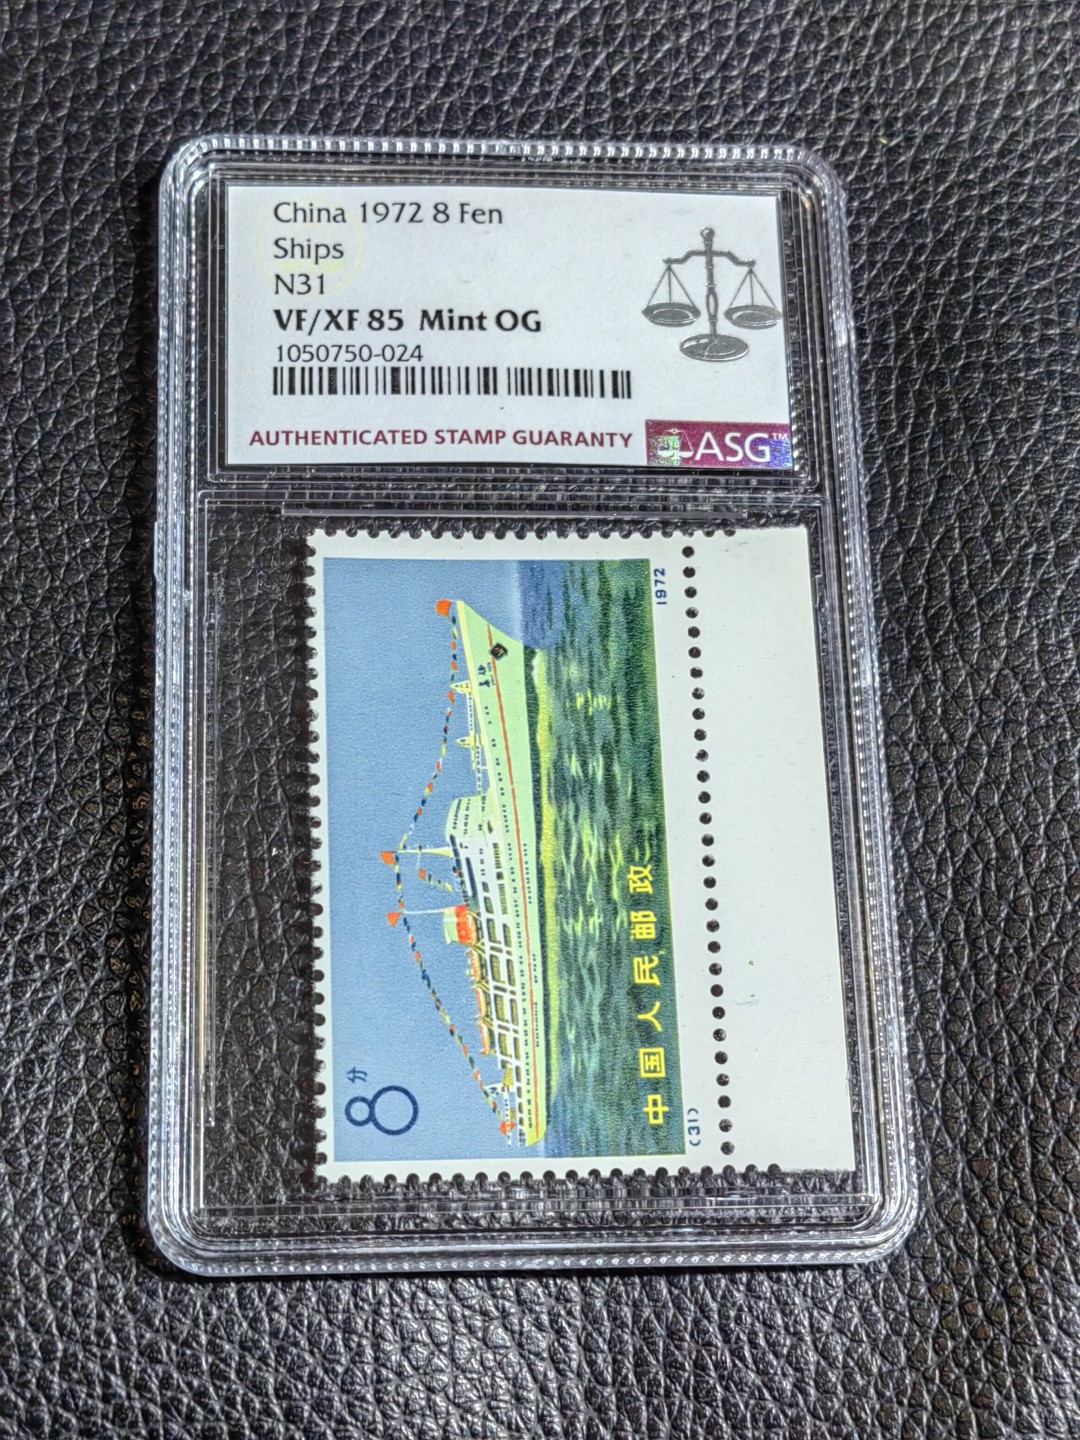 China 1972 8 Fen
Ships
N31
VF/XF 85 Mint OG
1050750-024
AUTHENTICATED STAMP GUARANTY
ASG™
8分
中国人民邮政
(31)
1972